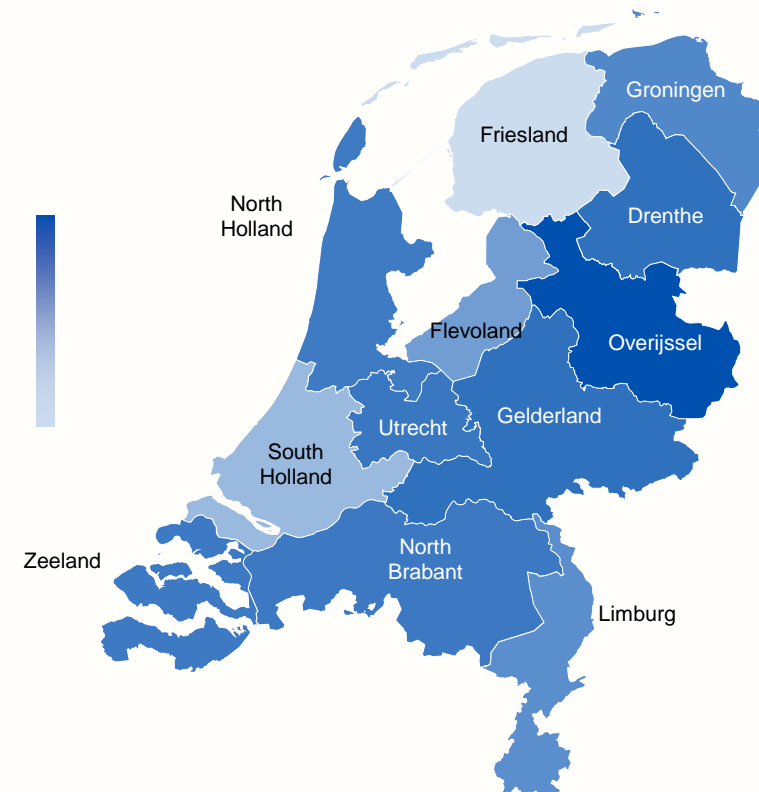 Groningen
Friesland
North
Holland
Drenthe
Flevoland
Overijssel
Gelderland
Utrecht
South
Holland
North
Brabant
Zeeland
Limburg